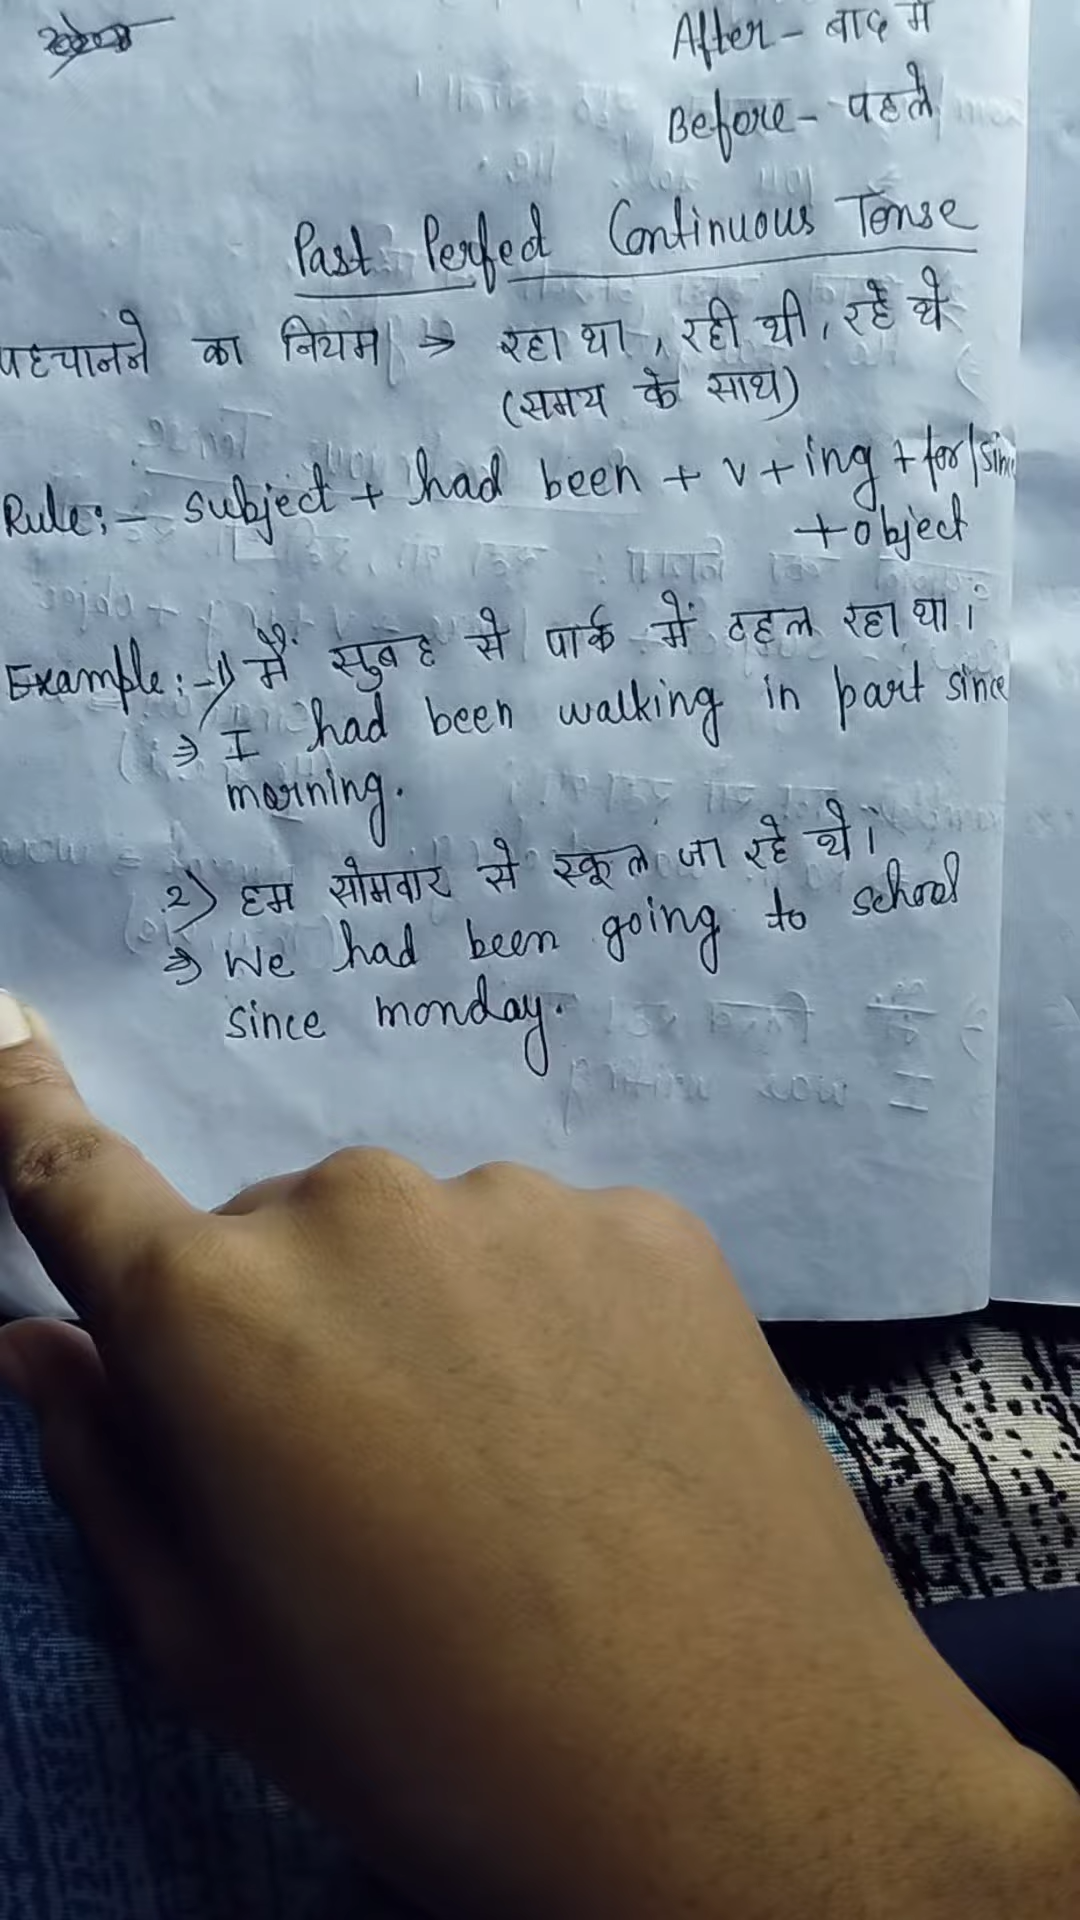 After - बाद में
Before - पहले
Past Perfect Continuous Tense
पहचानने का नियम → रहा था, रही थी, रहे थे
(समय के साथ)
Rule:- subject + had been + v + ing + for/since
+ object
Example:- 1) मैं सुबह से पार्क में टहल रहा था।
⇒ I had been walking in part since
morning.
2) हम सोमवार से स्कूल जा रहे थे।
⇒ We had been going to school
since monday.